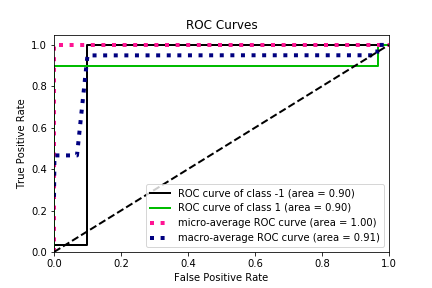 ROC Curves
True Positive Rate
1.0
0.8
0.6
0.4
0.2
0.0
ROC curve of class -1 (area = 0.90)
ROC curve of class 1 (area = 0.90)
micro-average ROC curve (area = 1.00)
macro-average ROC curve (area = 0.91)
0.0 0.2 0.4 0.6 0.8 1.0
False Positive Rate